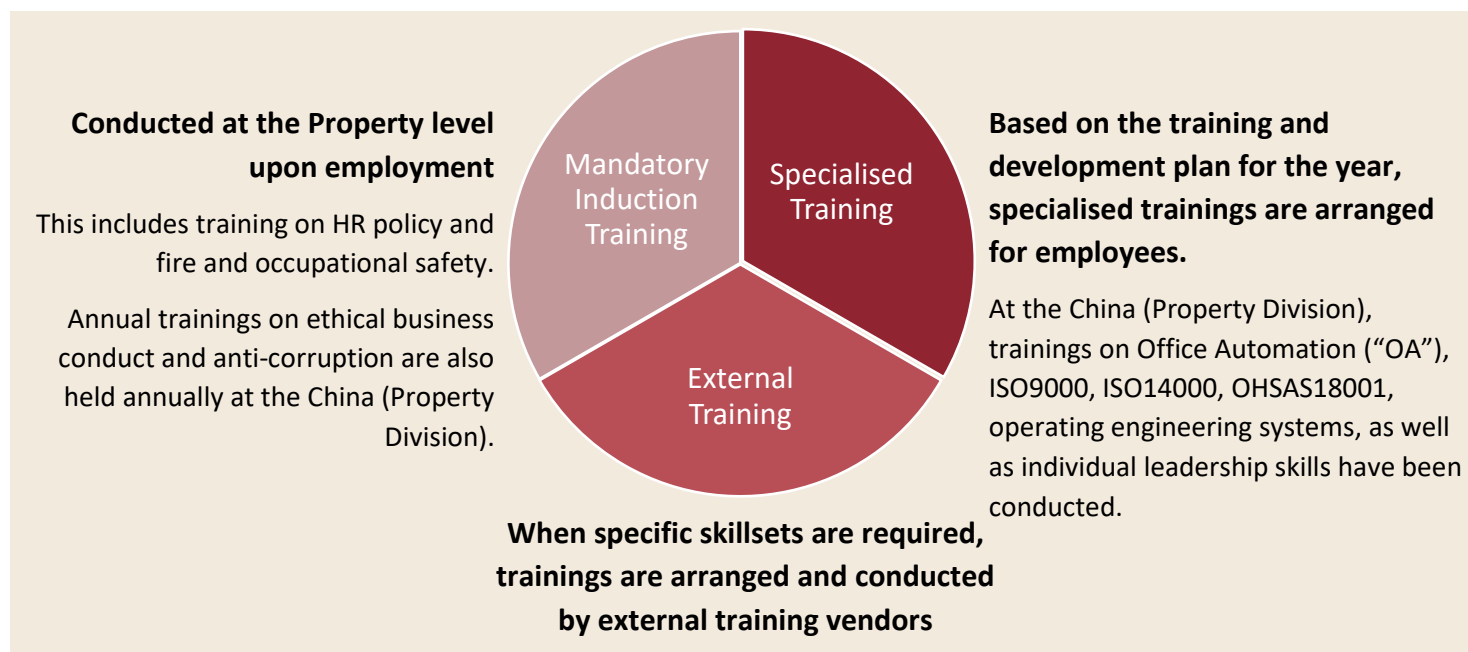 Conducted at the Property level
upon employment
This includes training on HR policy and
fire and occupational safety.
Annual trainings on ethical business
conduct and anti-corruption are also
held annually at the China (Property
Division).
Mandatory
Induction
Training
Specialised
Training
External
Training
Based on the training and
development plan for the year,
specialised trainings are arranged
for employees.
At the China (Property Division),
trainings on Office Automation (“OA”),
ISO9000, ISO14000, OHSAS18001,
operating engineering systems, as well
as individual leadership skills have been
conducted.
When specific skillsets are required,
trainings are arranged and conducted
by external training vendors